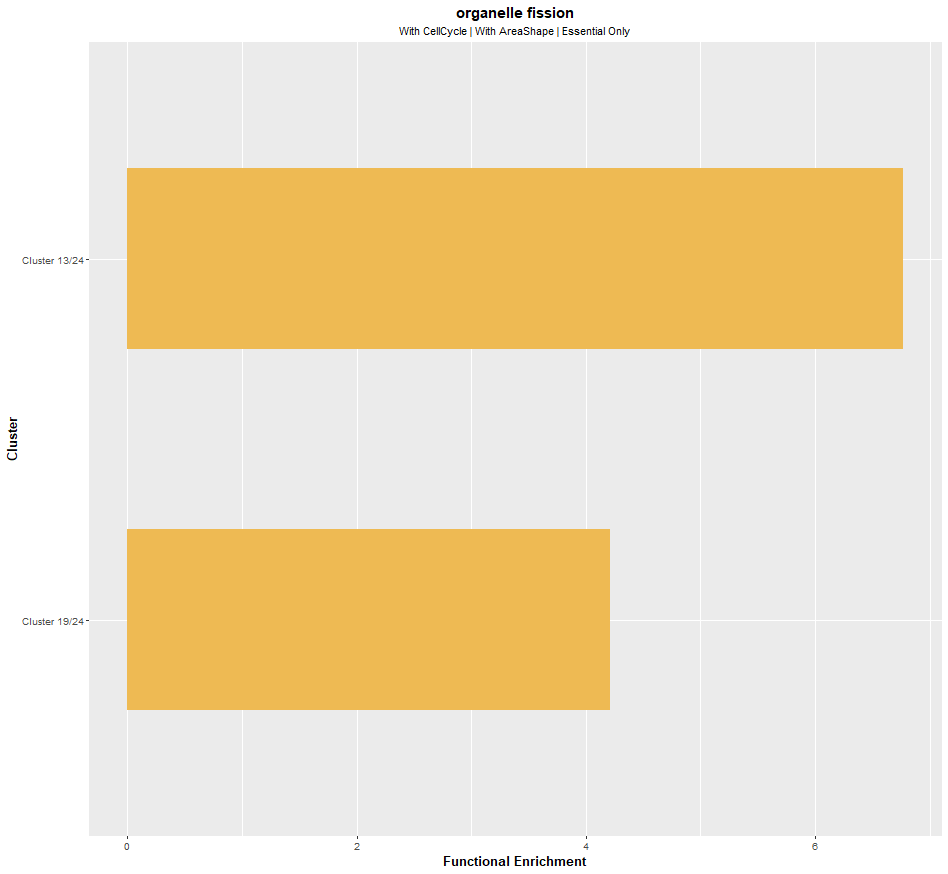 organelle fission
With CellCycle | With AreaShape | Essential Only
Cluster
Cluster 13/24
Cluster 19/24
0 2 4 6
Functional Enrichment